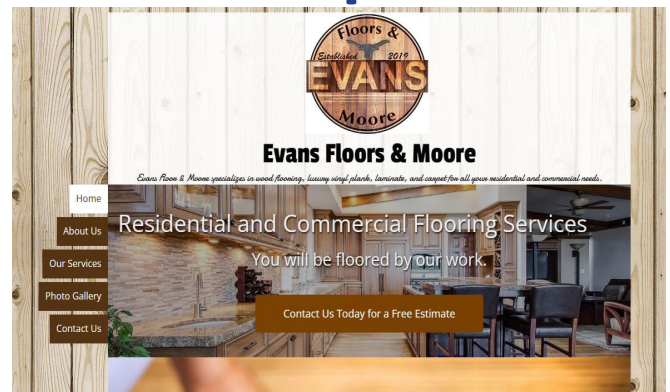 Floors &
Established 2019
EVANS
Moore
Evans Floors & Moore
Evans Floor & Moore specializes in wood flooring, luxury vinyl plank, laminate, and carpet for all your residential and commercial needs.
Home
About Us
Our Services
Photo Gallery
Contact Us
Residential and Commercial Flooring Services
You will be floored by our work.
Contact Us Today for a Free Estimate